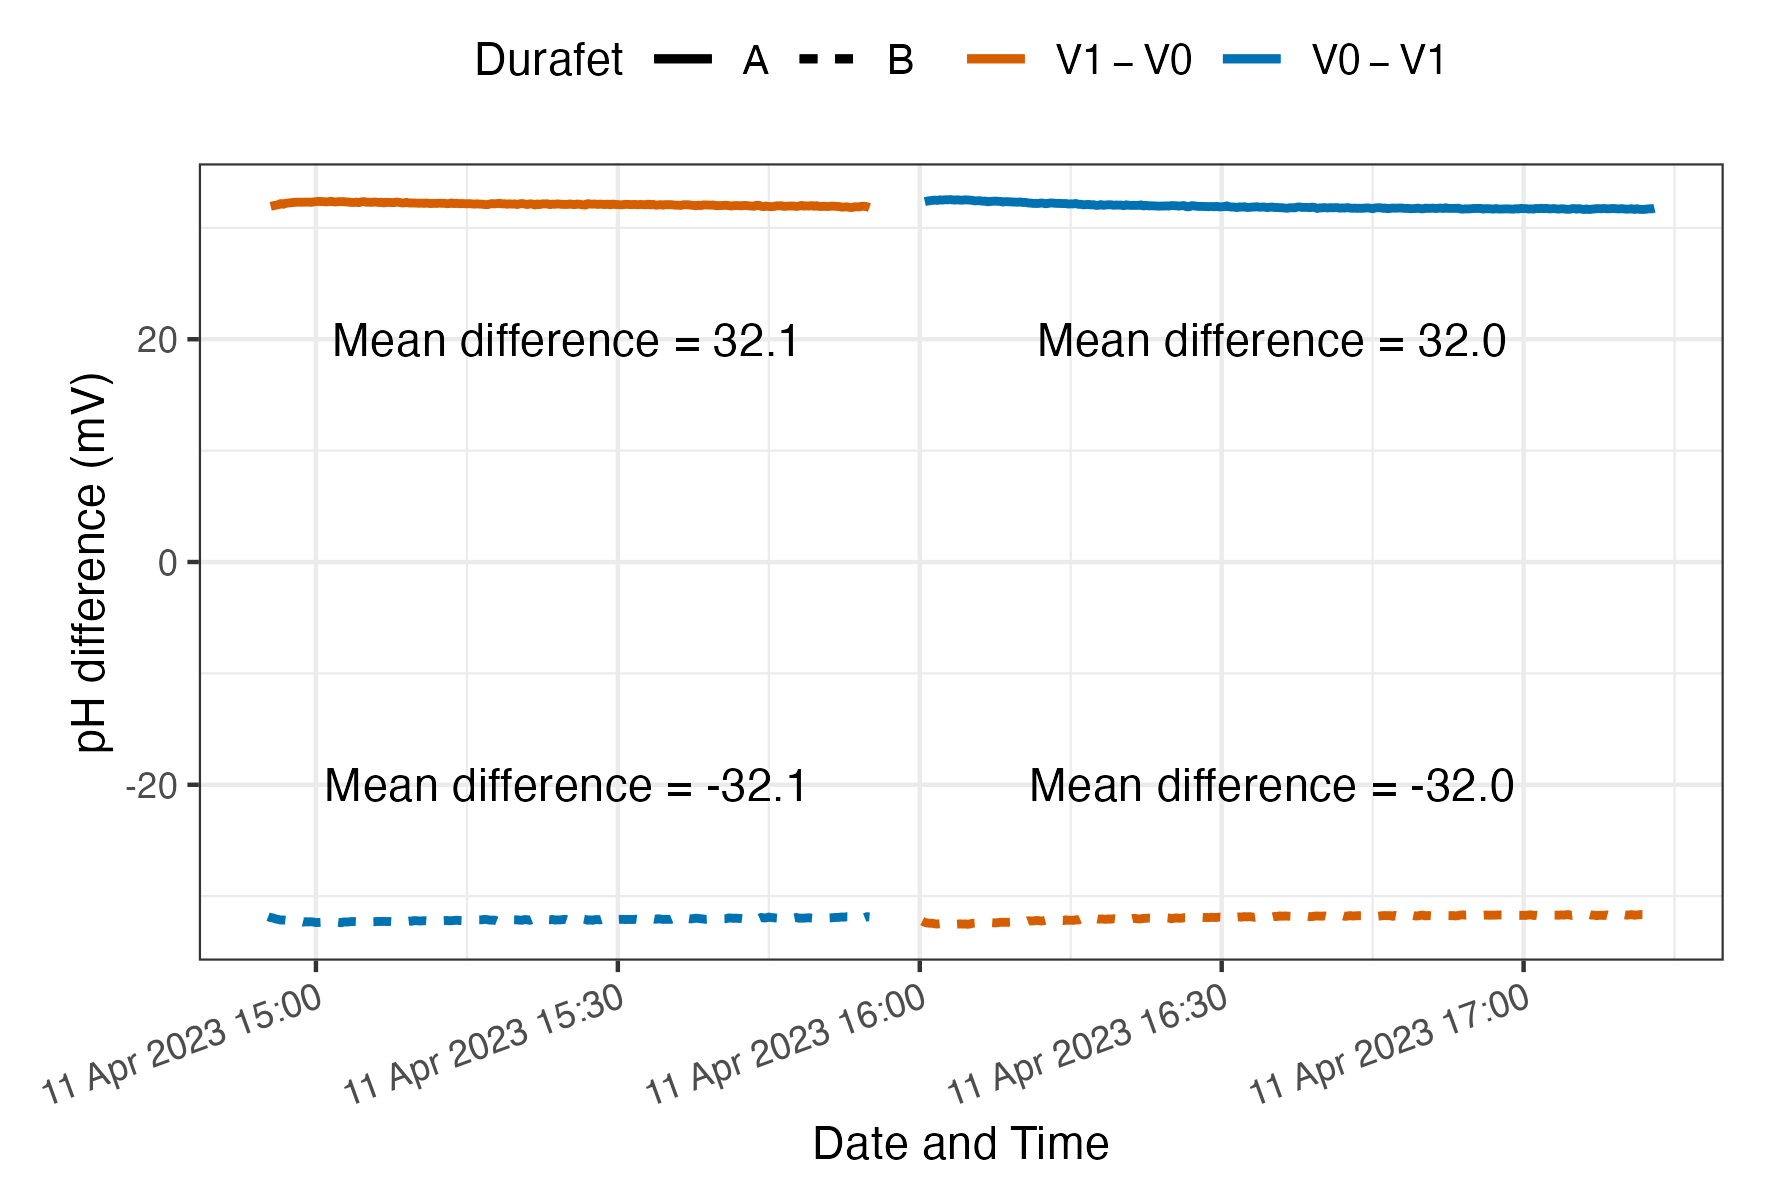 Durafet A B V1 – V0 V0 – V1
pH difference (mV)
20
0
-20
Mean difference = 32.1
Mean difference = 32.0
Mean difference = -32.1
Mean difference = -32.0
11 Apr 2023 15:00
11 Apr 2023 15:30
11 Apr 2023 16:00
11 Apr 2023 16:30
11 Apr 2023 17:00
Date and Time